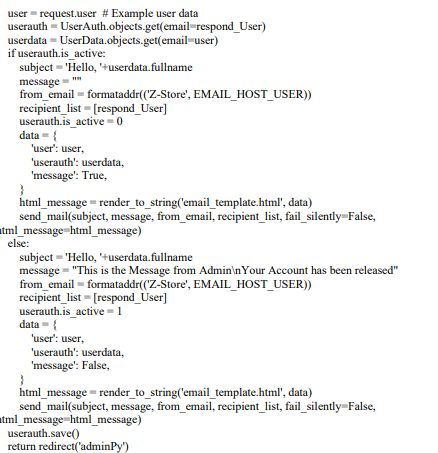 user = request.user  # Example user data
userauth = UserAuth.objects.get(email=respond_User)
userdata = UserData.objects.get(email=user)
if userauth.is_active:
    subject = 'Hello, '+userdata.fullname
    message = ""
    from_email = formataddr(('Z-Store', EMAIL_HOST_USER))
    recipient_list = [respond_User]
    userauth.is_active = 0
    data = {
        'user': user,
        'userauth': userdata,
        'message': True,
    }
    html_message = render_to_string('email_template.html', data)
    send_mail(subject, message, from_email, recipient_list, fail_silently=False,
tml_message=html_message)
else:
    subject = 'Hello, '+userdata.fullname
    message = "This is the Message from Admin\nYour Account has been released"
    from_email = formataddr(('Z-Store', EMAIL_HOST_USER))
    recipient_list = [respond_User]
    userauth.is_active = 1
    data = {
        'user': user,
        'userauth': userdata,
        'message': False,
    }
    html_message = render_to_string('email_template.html', data)
    send_mail(subject, message, from_email, recipient_list, fail_silently=False,
tml_message=html_message)
userauth.save()
return redirect('adminPy')